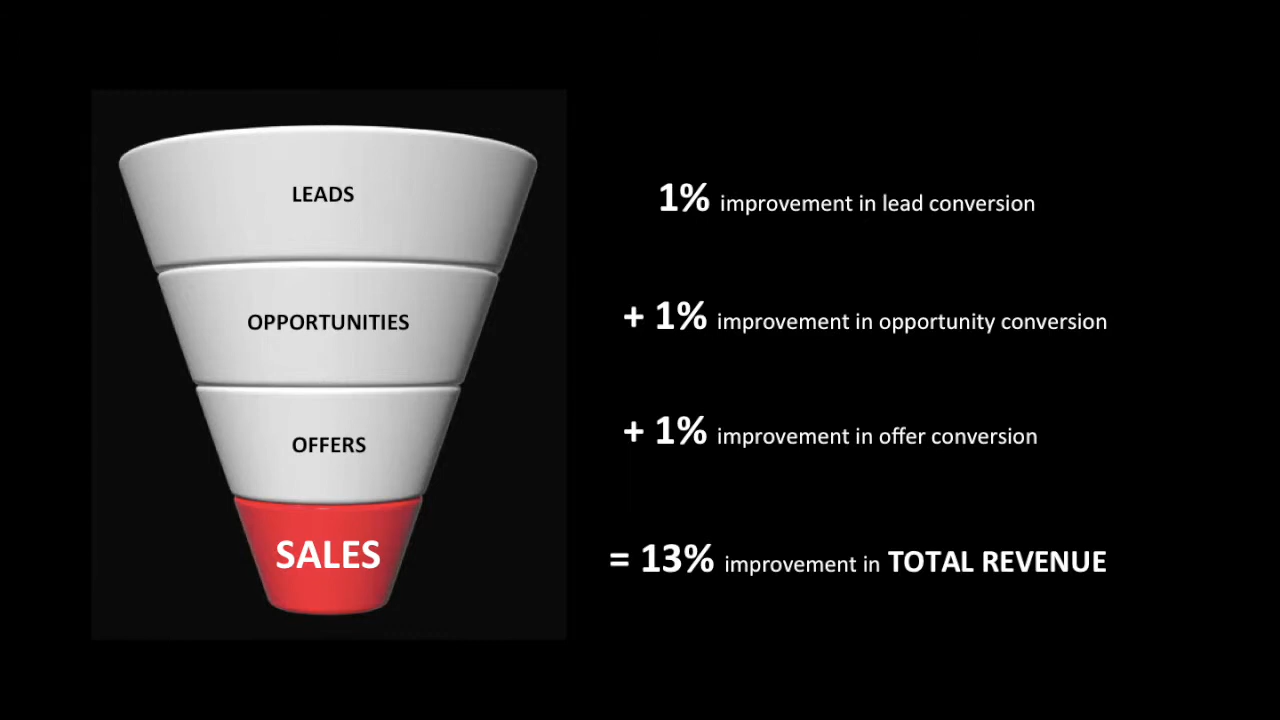 LEADS
1% improvement in lead conversion
OPPORTUNITIES
+ 1% improvement in opportunity conversion
OFFERS
+ 1% improvement in offer conversion
SALES
= 13% improvement in TOTAL REVENUE